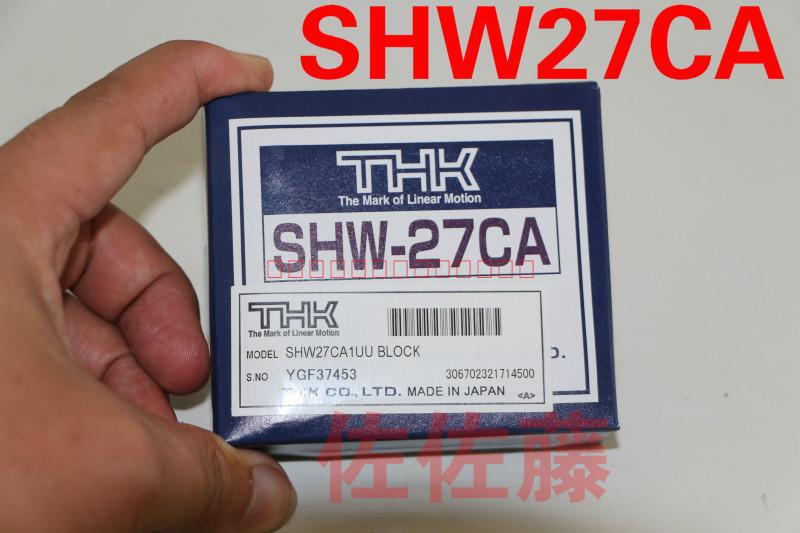 SHW27CA
THK
The Mark of Linear Motion
SHW-27CA
THK
The Mark of Linear Motion
MODEL SHW27CA1UU BLOCK
S.NO YGF37453 306702321714500
THK CO., LTD. MADE IN JAPAN <A>
佐佐藤